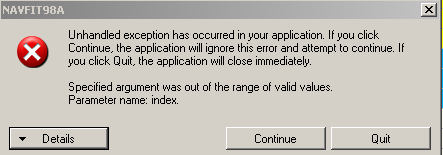 NAVFIT98A
Unhandled exception has occurred in your application. If you click
Continue, the application will ignore this error and attempt to continue. If
you click Quit, the application will close immediately.
Specified argument was out of the range of valid values.
Parameter name: index.
Details
Continue
Quit